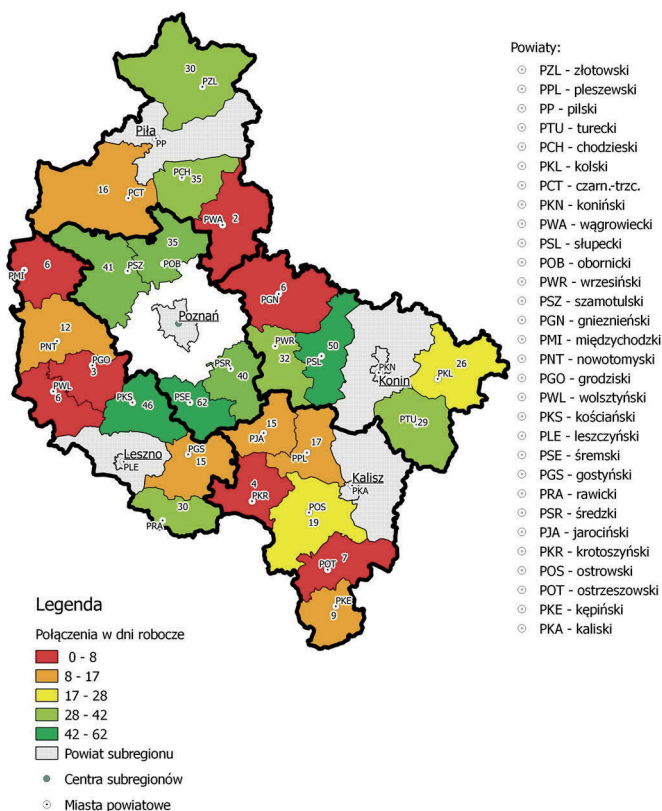 30
PZL
Piła
PP
16
PCT
PCH
35
PWA
2
35
POB
41
PSZ
6
PMI
6
PGN
Poznań
12
PNT
PGO
3
PWL
6
PWR
32
50
PSL
PKN
Konin
26
PKL
PSR
40
PKS
46
PSE
62
PTU
29
Leszno
PLE
PGS
15
15
PJA
17
PPL
Kalisz
PKA
4
PKR
30
PRA
POS
19
7
POT
PKE
9
Powiaty:
PZL - złotowski
PPL - pleszewski
PP - pilski
PTU - turecki
PCH - chodzieski
PKL - kolski
PCT - czarn.-trzc.
PKN - koniński
PWA - wągrowiecki
PSL - słupecki
POB - obornicki
PWR - wrzesiński
PSZ - szamotulski
PGN - gnieznieński
PMI - międzychodzki
PNT - nowotomyski
PGO - grodziski
PWL - wolsztyński
PKS - kościański
PLE - leszczyński
PSE - śremski
PGS - gostyński
PRA - rawicki
PSR - średzki
PJA - jarociński
PKR - krotoszyński
POS - ostrowski
POT - ostrzeszowski
PKE - kępiński
PKA - kaliski
Legenda
Połączenia w dni robocze
0 - 8
8 - 17
17 - 28
28 - 42
42 - 62
Powiat subregionu
Centra subregionów
Miasta powiatowe